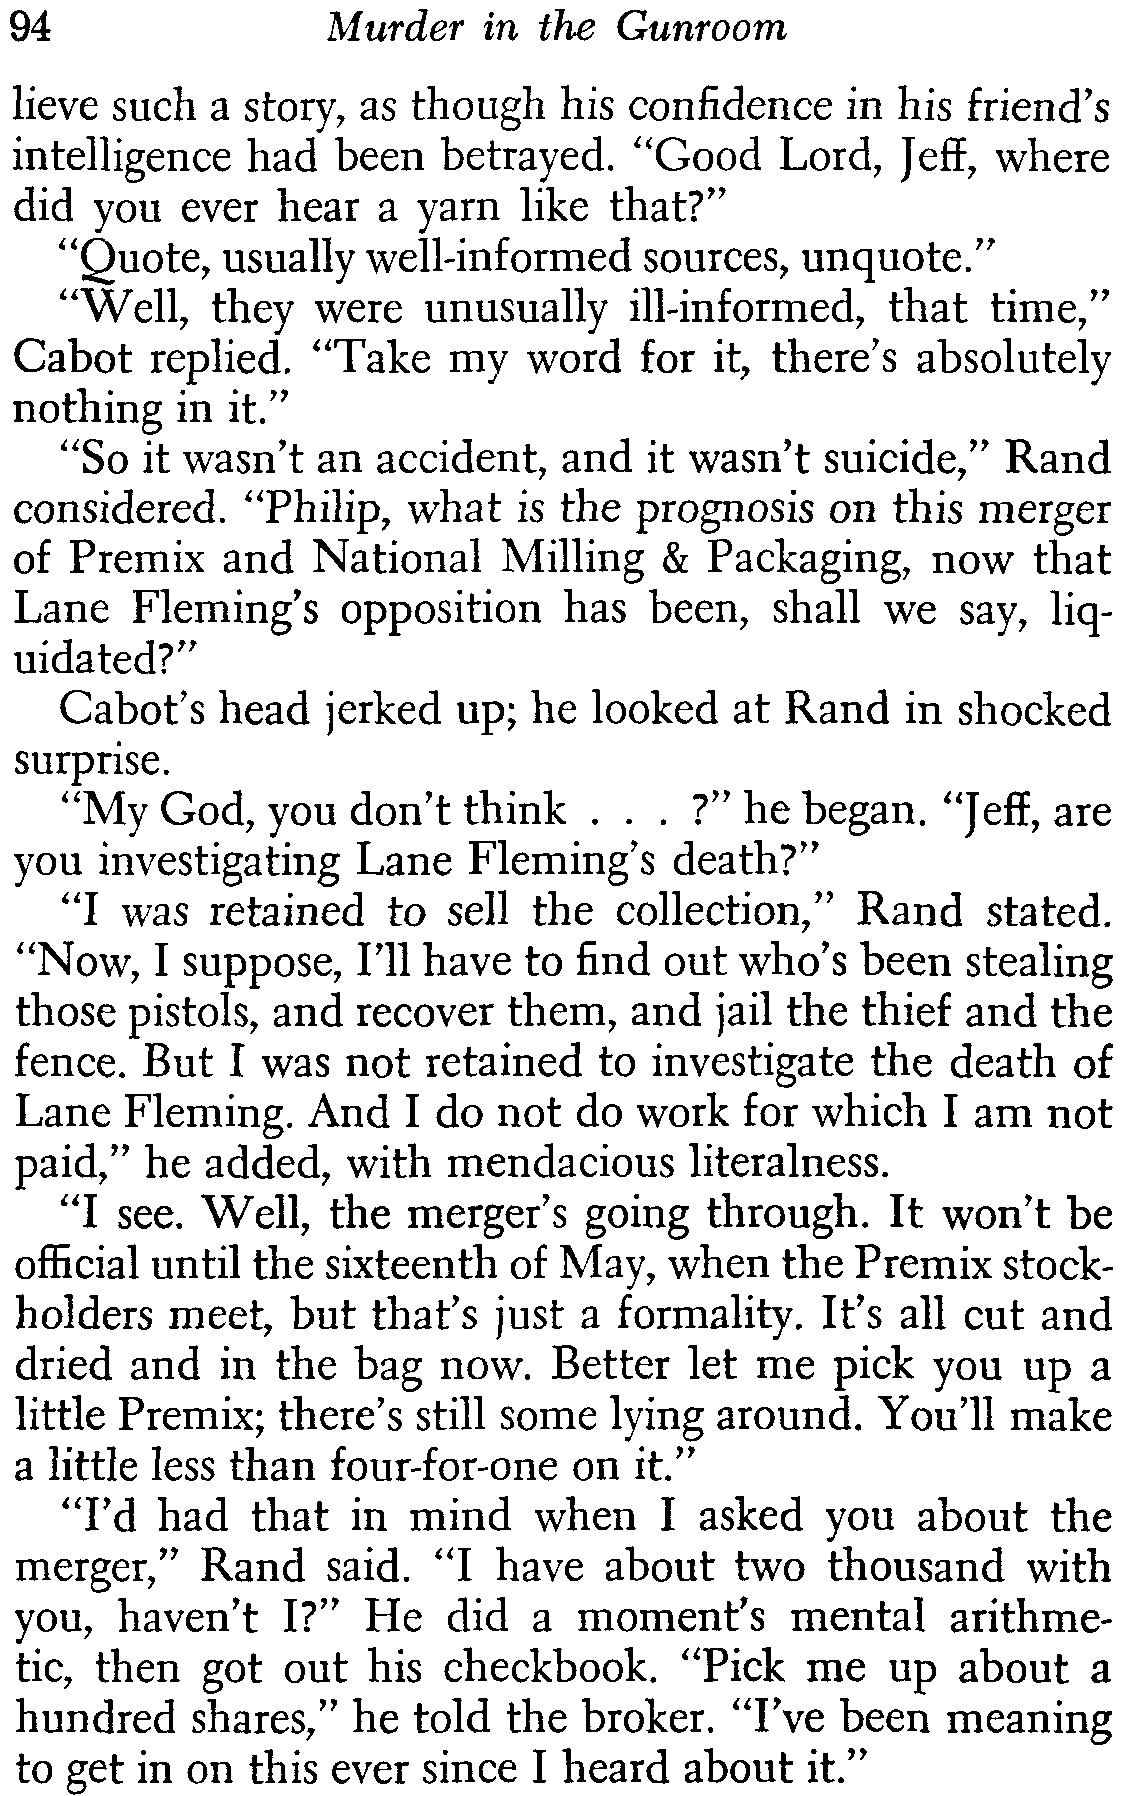 94 Murder in the Gunroom
lieve such a story, as though his confidence in his friend's
intelligence had been betrayed. "Good Lord, Jeff, where
did you ever hear a yarn like that?"
"Quote, usually well-informed sources, unquote."
"Well, they were unusually ill-informed, that time,"
Cabot replied. "Take my word for it, there's absolutely
nothing in it."
"So it wasn't an accident, and it wasn't suicide," Rand
considered. "Philip, what is the prognosis on this merger
of Premix and National Milling & Packaging, now that
Lane Fleming's opposition has been, shall we say, liq-
uidated?"
Cabot's head jerked up; he looked at Rand in shocked
surprise.
"My God, you don't think . . . ?" he began. "Jeff, are
you investigating Lane Fleming's death?"
"I was retained to sell the collection," Rand stated.
"Now, I suppose, I'll have to find out who's been stealing
those pistols, and recover them, and jail the thief and the
fence. But I was not retained to investigate the death of
Lane Fleming. And I do not do work for which I am not
paid," he added, with mendacious literalness.
"I see. Well, the merger's going through. It won't be
official until the sixteenth of May, when the Premix stock-
holders meet, but that's just a formality. It's all cut and
dried and in the bag now. Better let me pick you up a
little Premix; there's still some lying around. You'll make
a little less than four-for-one on it."
"I'd had that in mind when I asked you about the
merger," Rand said. "I have about two thousand with
you, haven't I?" He did a moment's mental arithme-
tic, then got out his checkbook. "Pick me up about a
hundred shares," he told the broker. "I've been meaning
to get in on this ever since I heard about it."